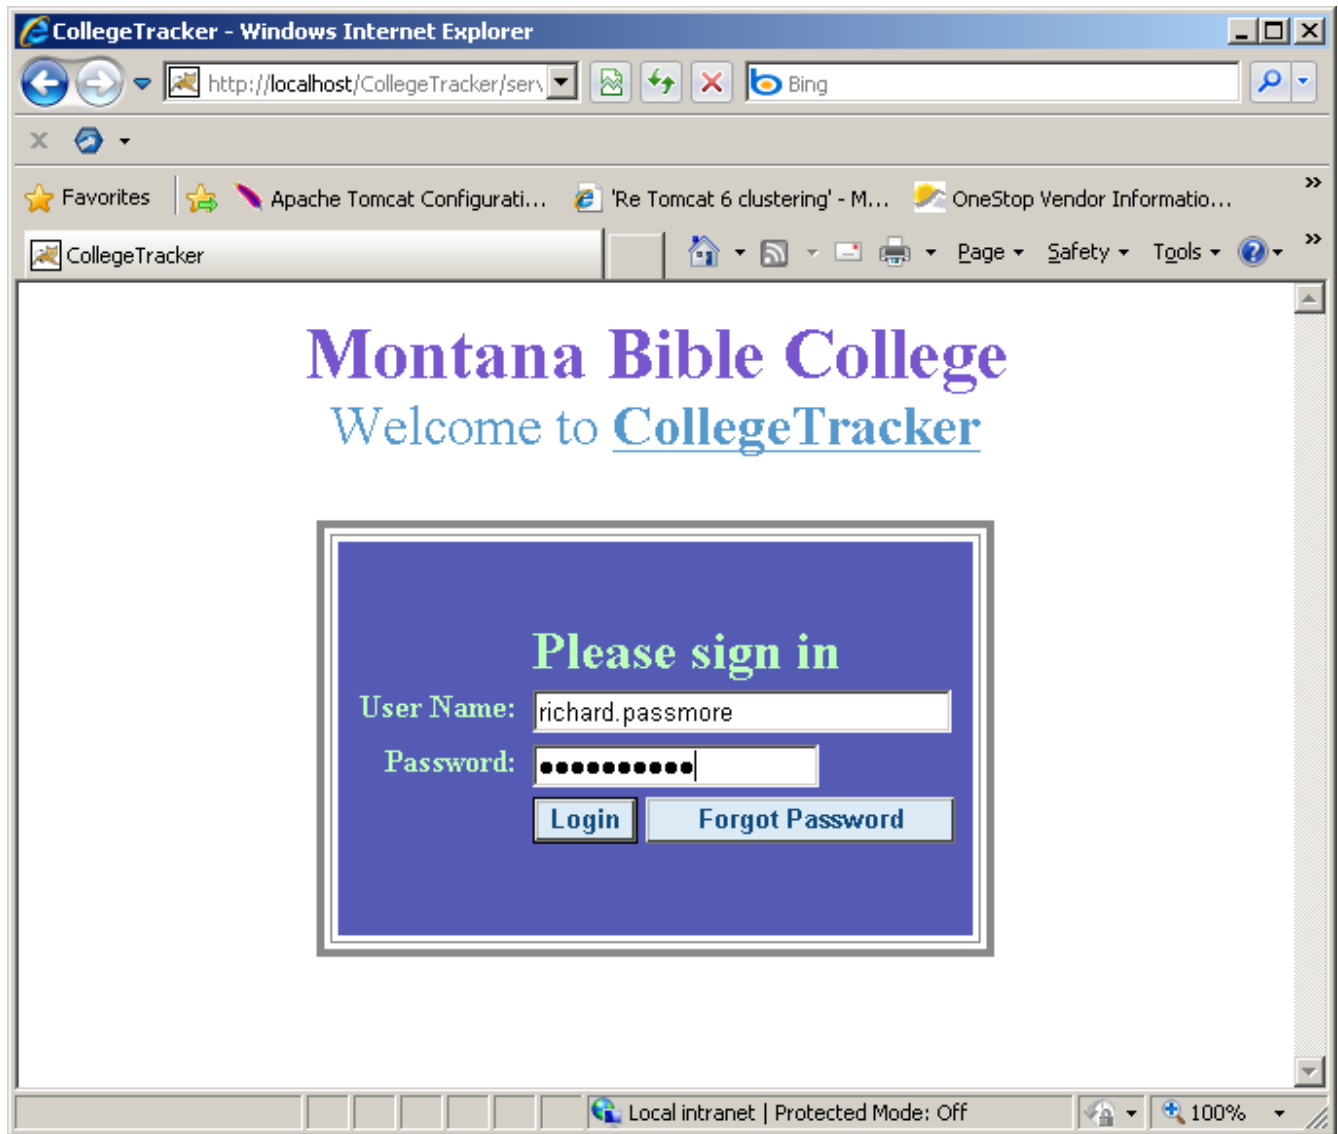 CollegeTracker - Windows Internet Explorer
http://localhost/CollegeTracker/serv
Bing
Favorites
Apache Tomcat Configurati...
'Re Tomcat 6 clustering' - M...
OneStop Vendor Informatio...
CollegeTracker
Page
Safety
Tools
Montana Bible College
Welcome to CollegeTracker
Please sign in
User Name: richard.passmore
Password: ●●●●●●●●●●
Login Forgot Password
Local intranet | Protected Mode: Off
100%